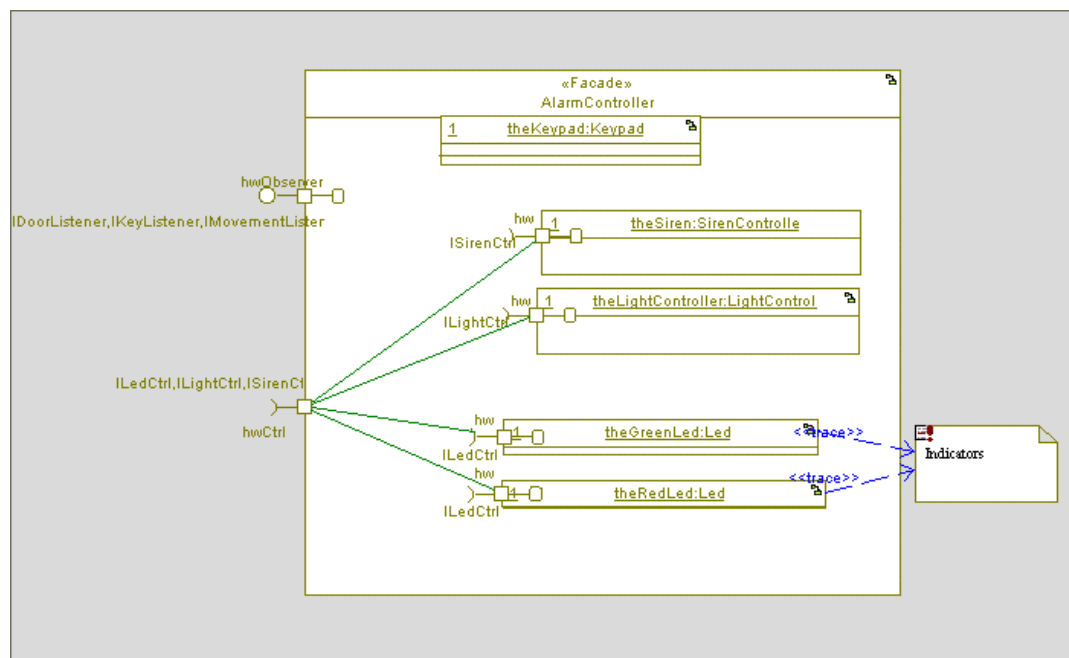 «Facade»
AlarmController
1 theKeypad:Keypad
hwObserver
IDoorListener,IKeyListener,IMovementLister
hw 1 theSiren:SirenControlle
ISirenCtrl
hw 1 theLightController:LightControl
ILightCtrl
ILedCtrl,ILightCtrl,ISirenCt
hwCtrl
hw
1 theGreenLed:Led <<trace>>
ILedCtrl
Indicators
hw
<<trace>>
1 theRedLed:Led
ILedCtrl